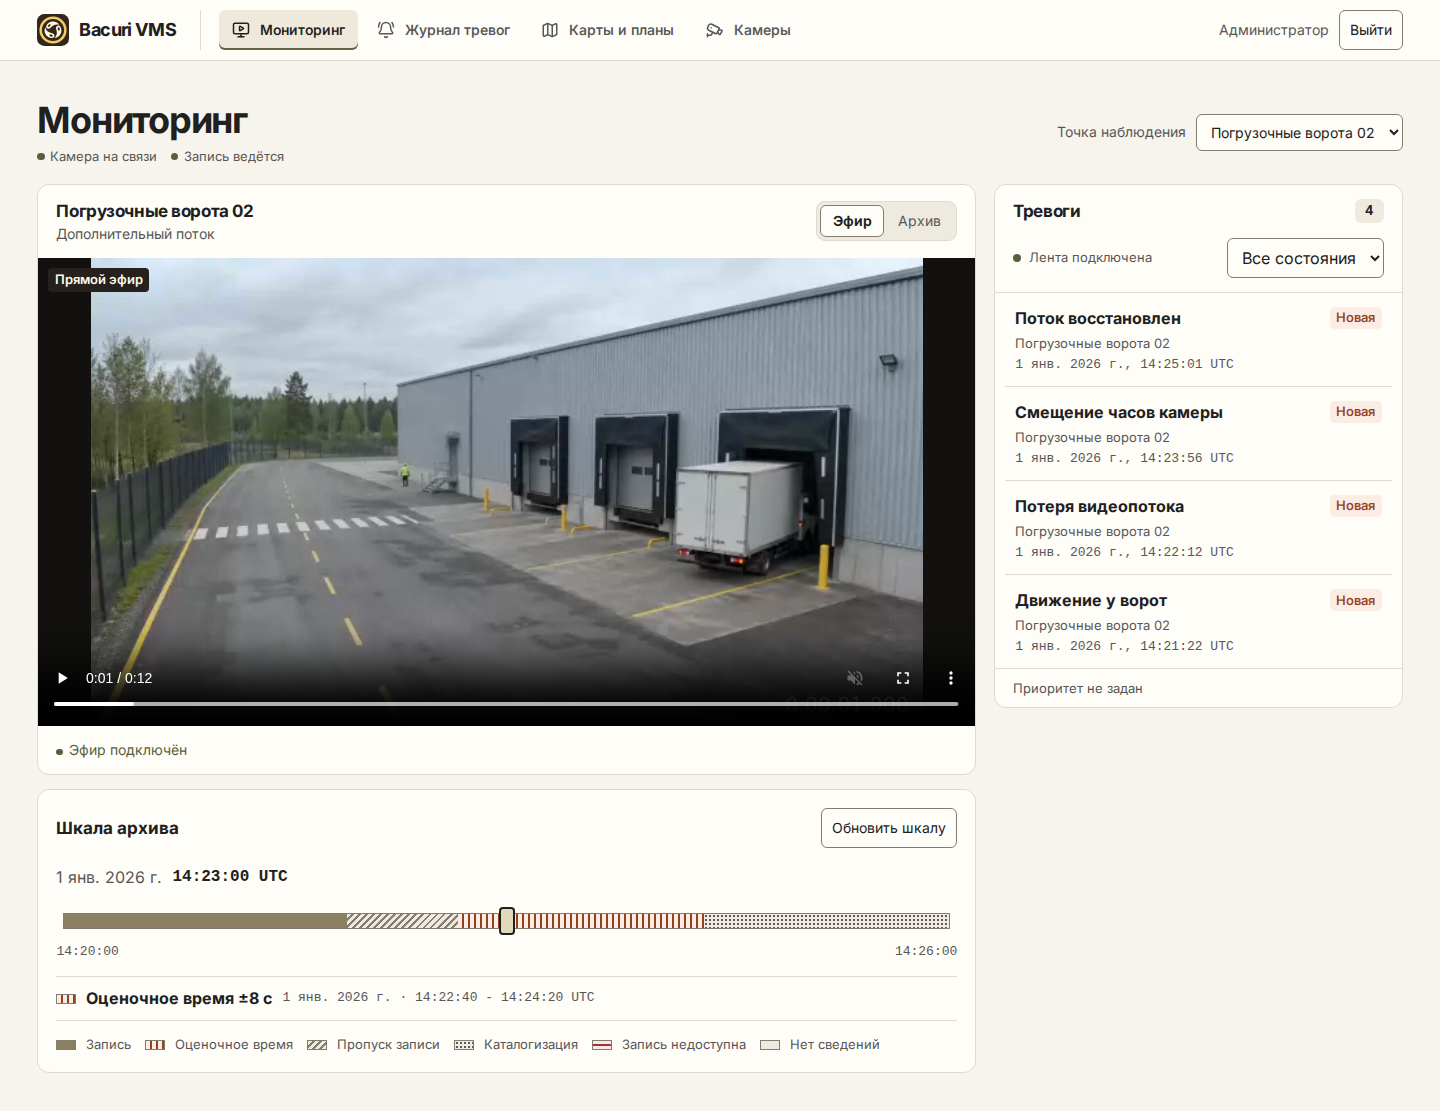 Bacuri VMS
Мониторинг
Журнал тревог
Карты и планы
Камеры
Администратор
Выйти
Мониторинг
Камера на связи
Запись ведётся
Точка наблюдения
Погрузочные ворота 02
Погрузочные ворота 02
Дополнительный поток
Эфир
Архив
Прямой эфир
0:01 / 0:12
Эфир подключён
Тревоги
4
Лента подключена
Все состояния
Поток восстановлен
Новая
Погрузочные ворота 02
1 янв. 2026 г., 14:25:01 UTC
Смещение часов камеры
Новая
Погрузочные ворота 02
1 янв. 2026 г., 14:23:56 UTC
Потеря видеопотока
Новая
Погрузочные ворота 02
1 янв. 2026 г., 14:22:12 UTC
Движение у ворот
Новая
Погрузочные ворота 02
1 янв. 2026 г., 14:21:22 UTC
Приоритет не задан
Шкала архива
Обновить шкалу
1 янв. 2026 г. 14:23:00 UTC
14:20:00
14:26:00
Оценочное время ±8 с 1 янв. 2026 г. · 14:22:40 - 14:24:20 UTC
Запись
Оценочное время
Пропуск записи
Каталогизация
Запись недоступна
Нет сведений